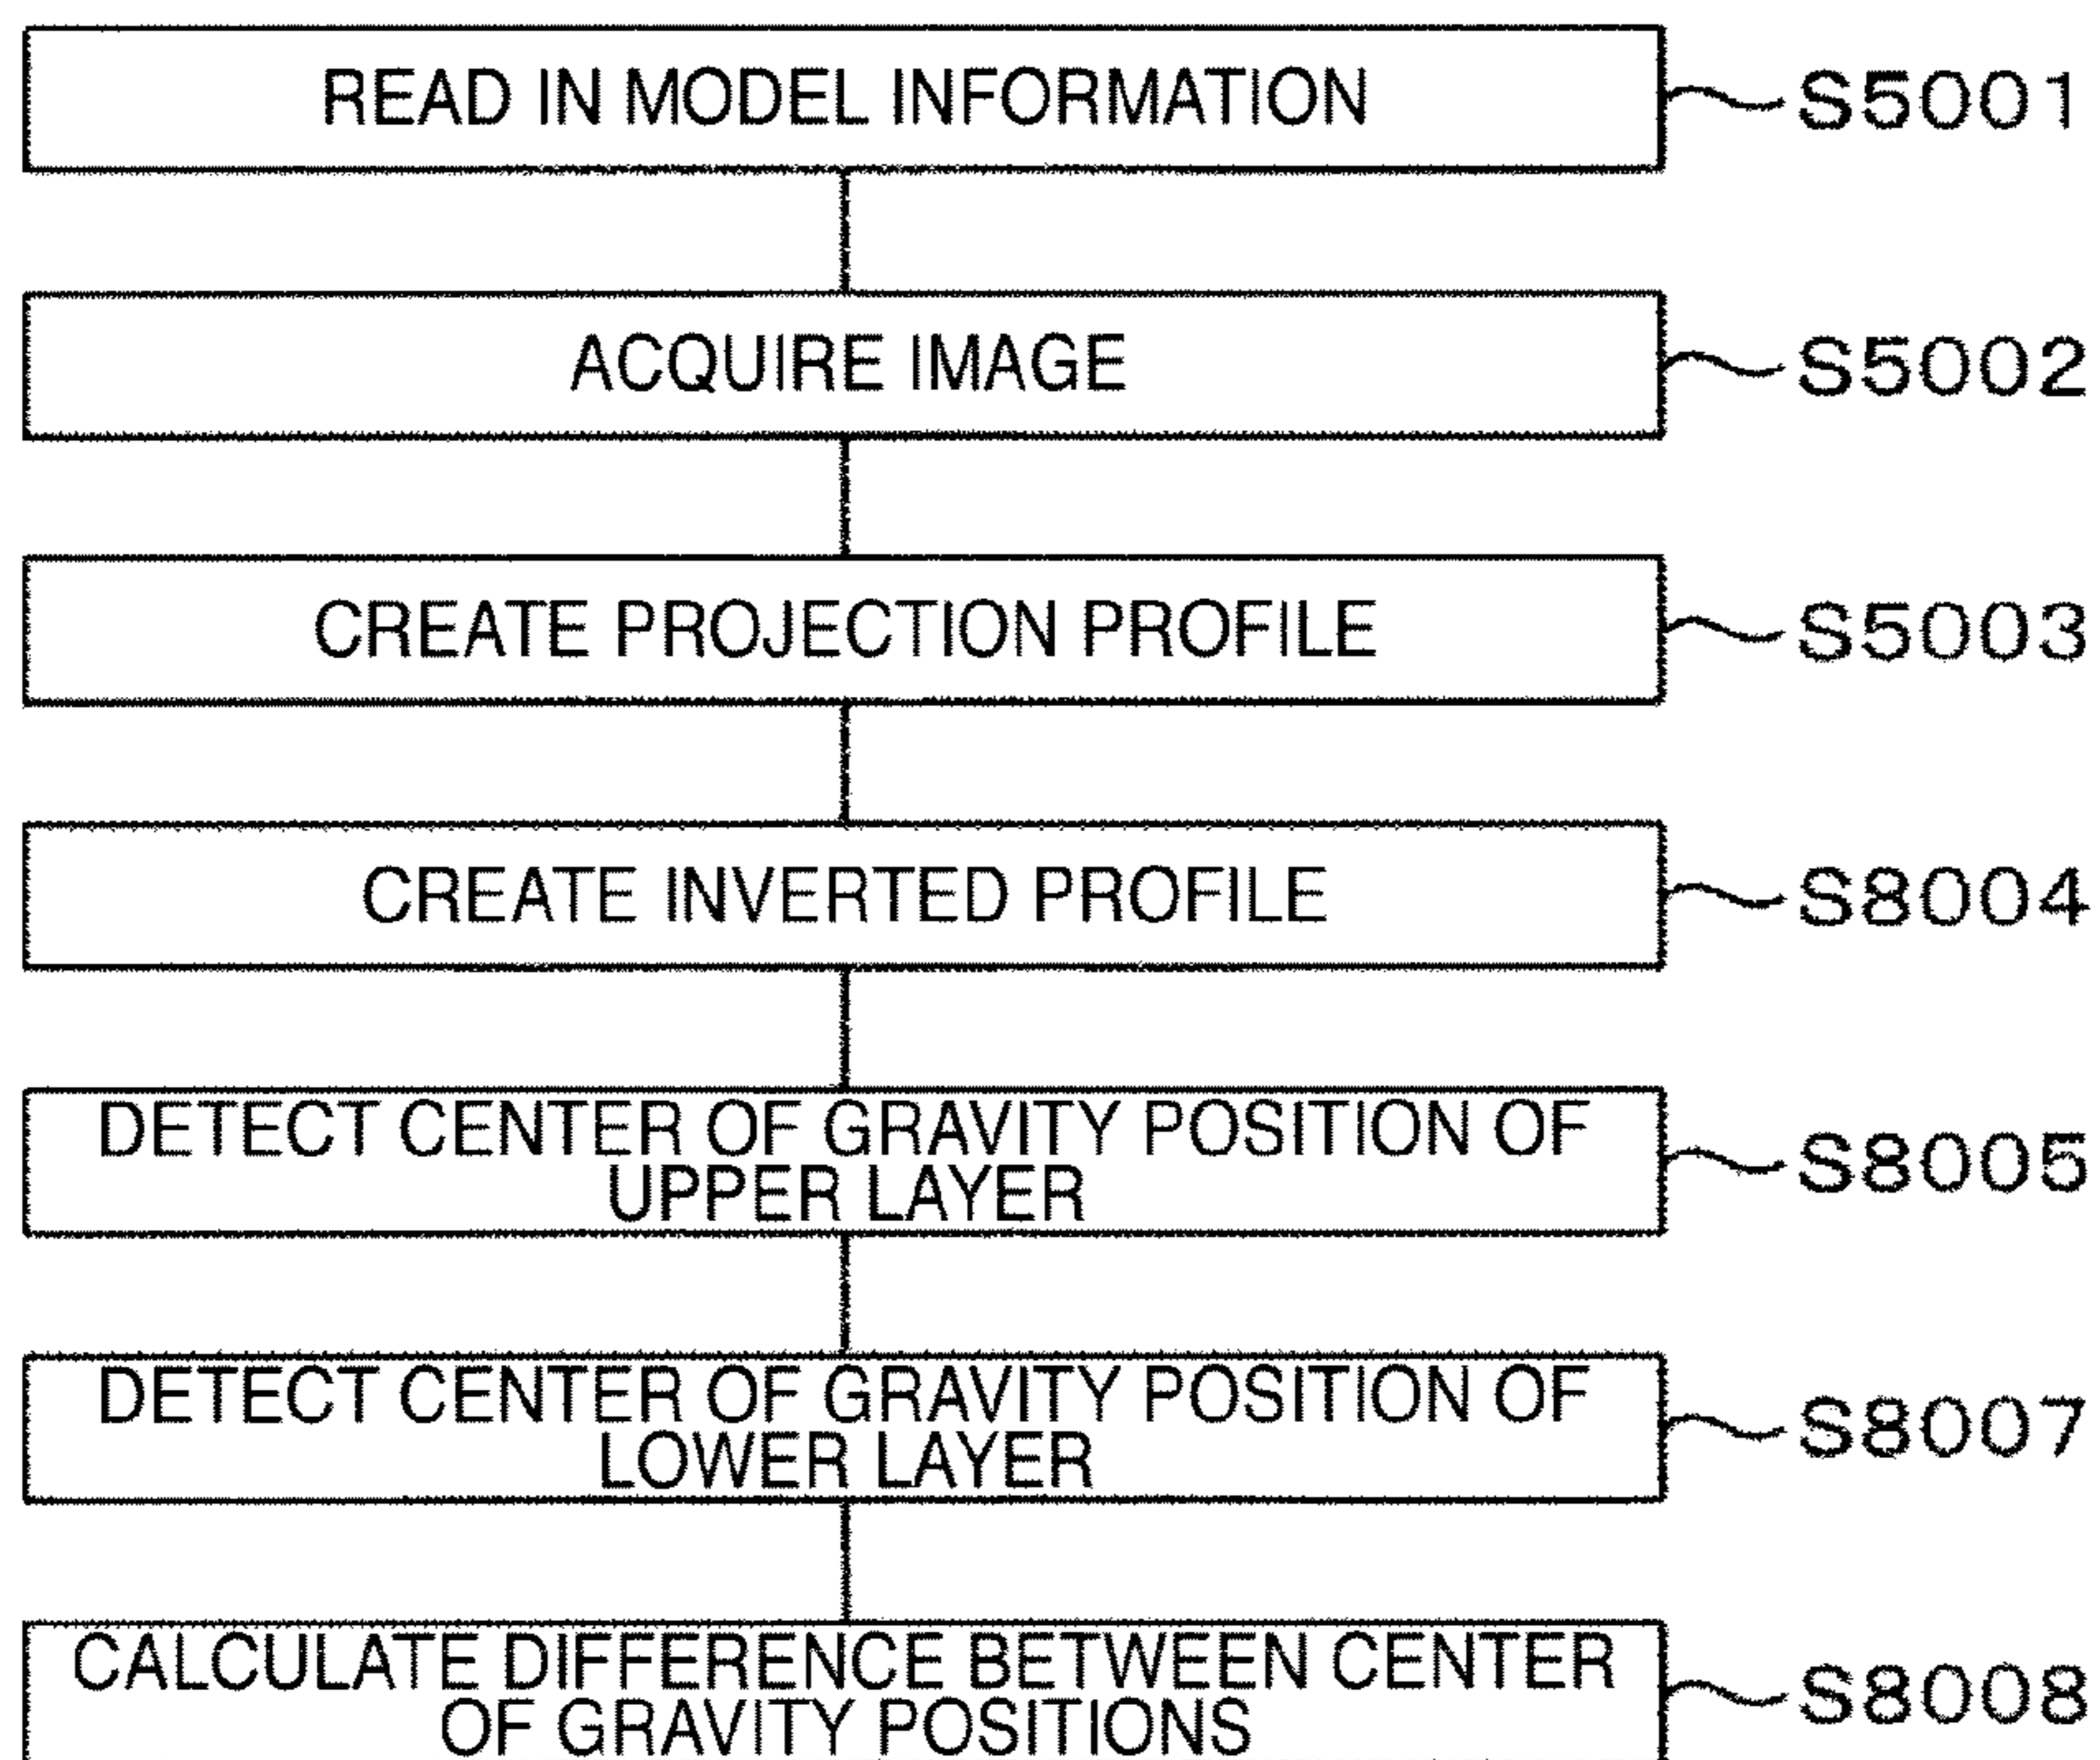 READ IN MODEL INFORMATION S5001
ACQUIRE IMAGE S5002
CREATE PROJECTION PROFILE S5003
CREATE INVERTED PROFILE S8004
DETECT CENTER OF GRAVITY POSITION OF
UPPER LAYER S8005
DETECT CENTER OF GRAVITY POSITION OF
LOWER LAYER S8007
CALCULATE DIFFERENCE BETWEEN CENTER
OF GRAVITY POSITIONS S8008